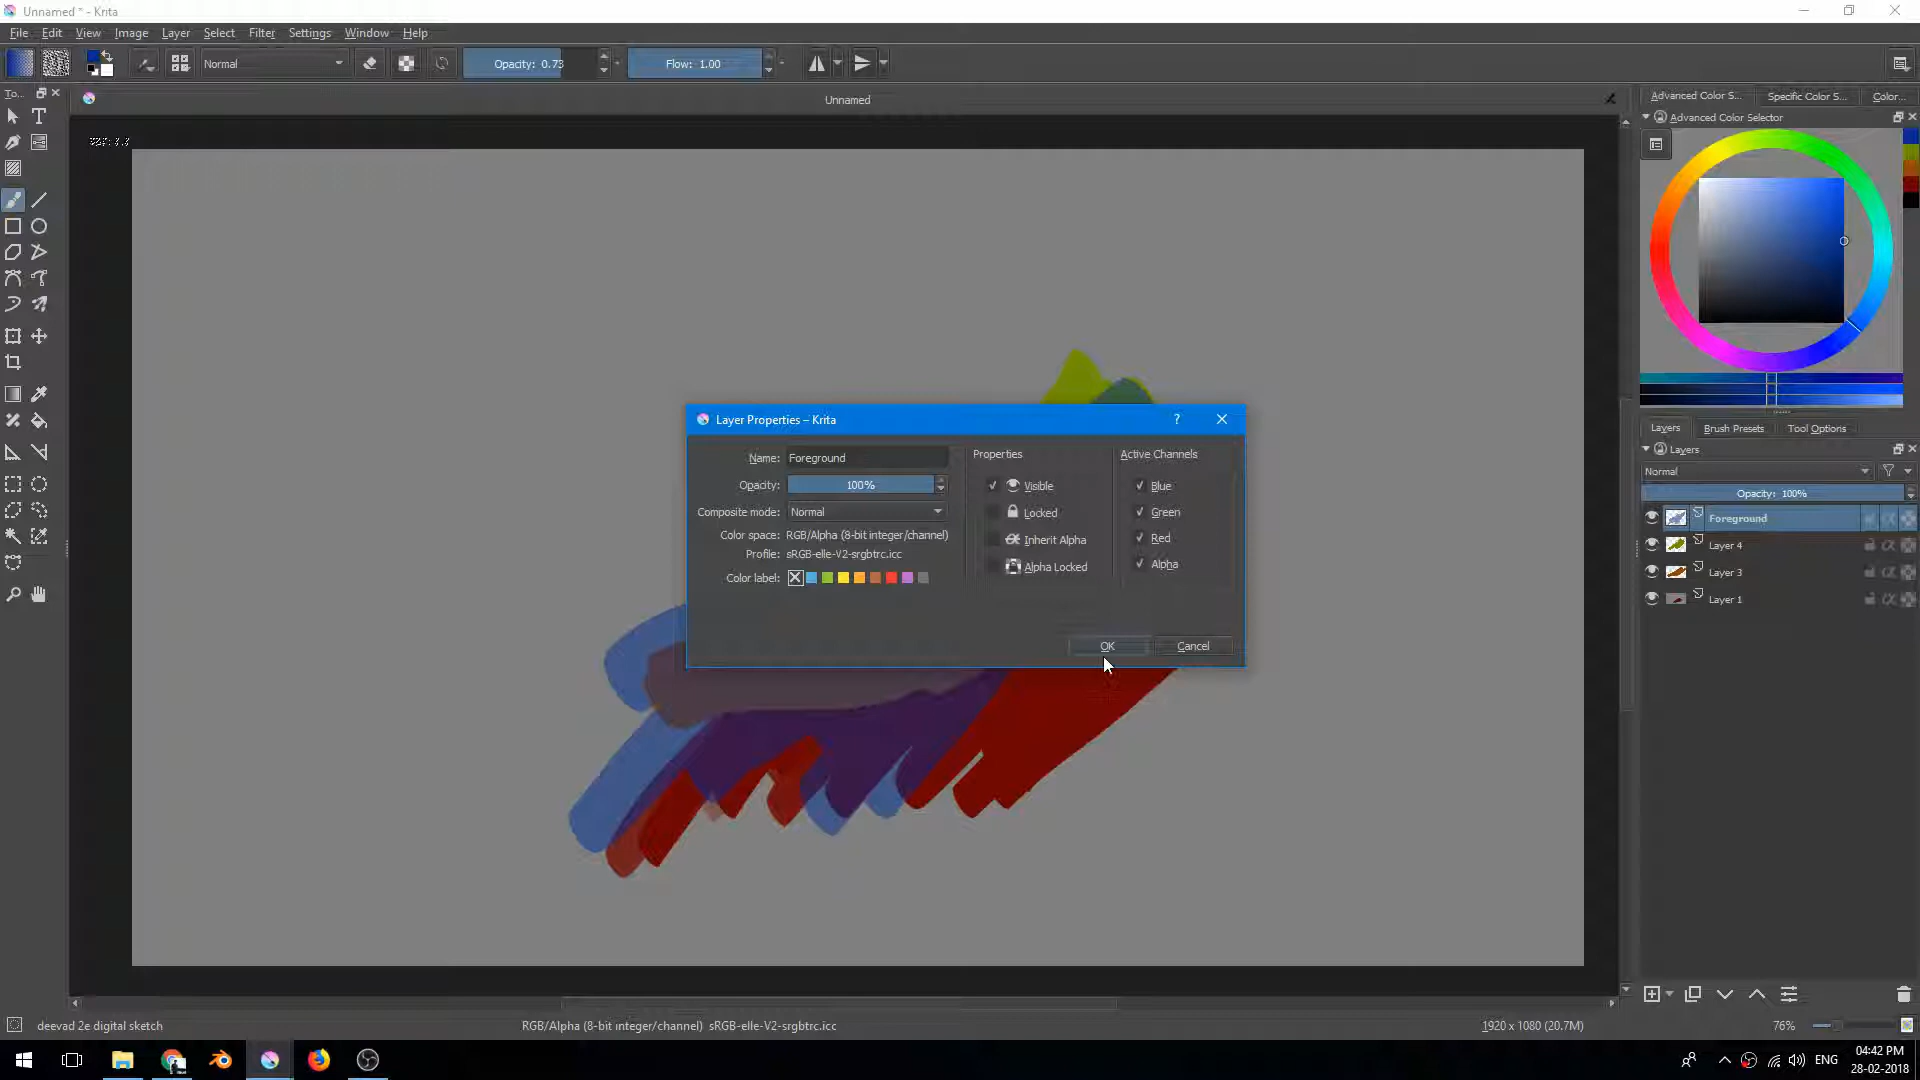 Unnamed * - Krita
File Edit View Image Layer Select Filter Settings Window Help
Normal Opacity: 0.73 Flow: 1.00
To...
Unnamed
Advanced Color S... Specific Color S... Color...
Advanced Color Selector
Layer Properties – Krita ?
Name: Foreground
Opacity: 100%
Composite mode: Normal
Color space: RGB/Alpha (8-bit integer/channel)
Profile: sRGB-elle-V2-srgbtrc.icc
Color label:
Properties
Visible
Locked
Inherit Alpha
Alpha Locked
Active Channels
Blue
Green
Red
Alpha
OK Cancel
Layers Brush Presets Tool Options
Layers
Normal
Opacity: 100%
Foreground
Layer 4
Layer 3
Layer 1
deevad 2e digital sketch RGB/Alpha (8-bit integer/channel) sRGB-elle-V2-srgbtrc.icc 1920 x 1080 (20.7M) 76%
ENG 04:42 PM
28-02-2018